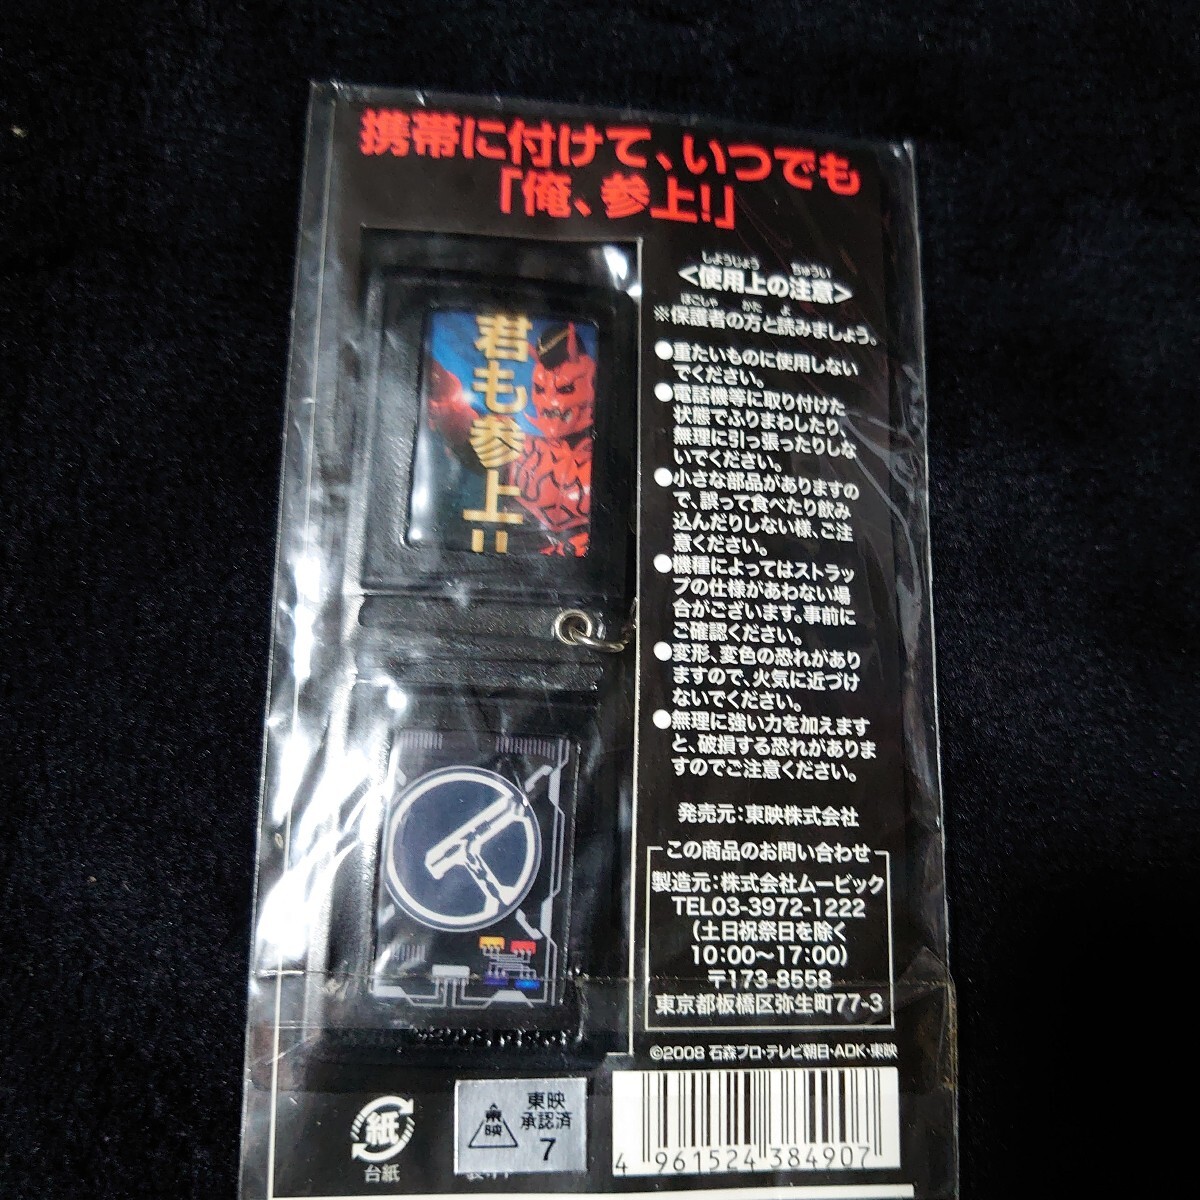 携帯に付けて、いつでも
「俺、参上!」
君も参上!!
しようじょう ちゅうい
<使用上の注意>
ほごしゃ かた よ
※保護者の方と読みましょう。
●重たいものに使用しない
でください。
●電話機等に取り付けた
状態でふりまわしたり、
無理に引っ張ったりしな
いでください。
●小さな部品がありますの
で、誤って食べたり飲み
込んだりしない様、ご注
意ください。
●機種によってはストラッ
プの仕様があわない場
合がございます。事前に
ご確認ください。
●変形、変色の恐れがあり
ますので、火気に近づけ
ないでください。
●無理に強い力を加えます
と、破損する恐れがありま
すのでご注意ください。
発売元：東映株式会社
この商品のお問い合わせ
製造元：株式会社ムービック
TEL03-3972-1222
(土日祝祭日を除く
10:00〜17:00)
〒173-8558
東京都板橋区弥生町77-3
©2008 石森プロ・テレビ朝日・ADK・東映
紙
台紙
東映
東映
承認済
7
4 961524 384907